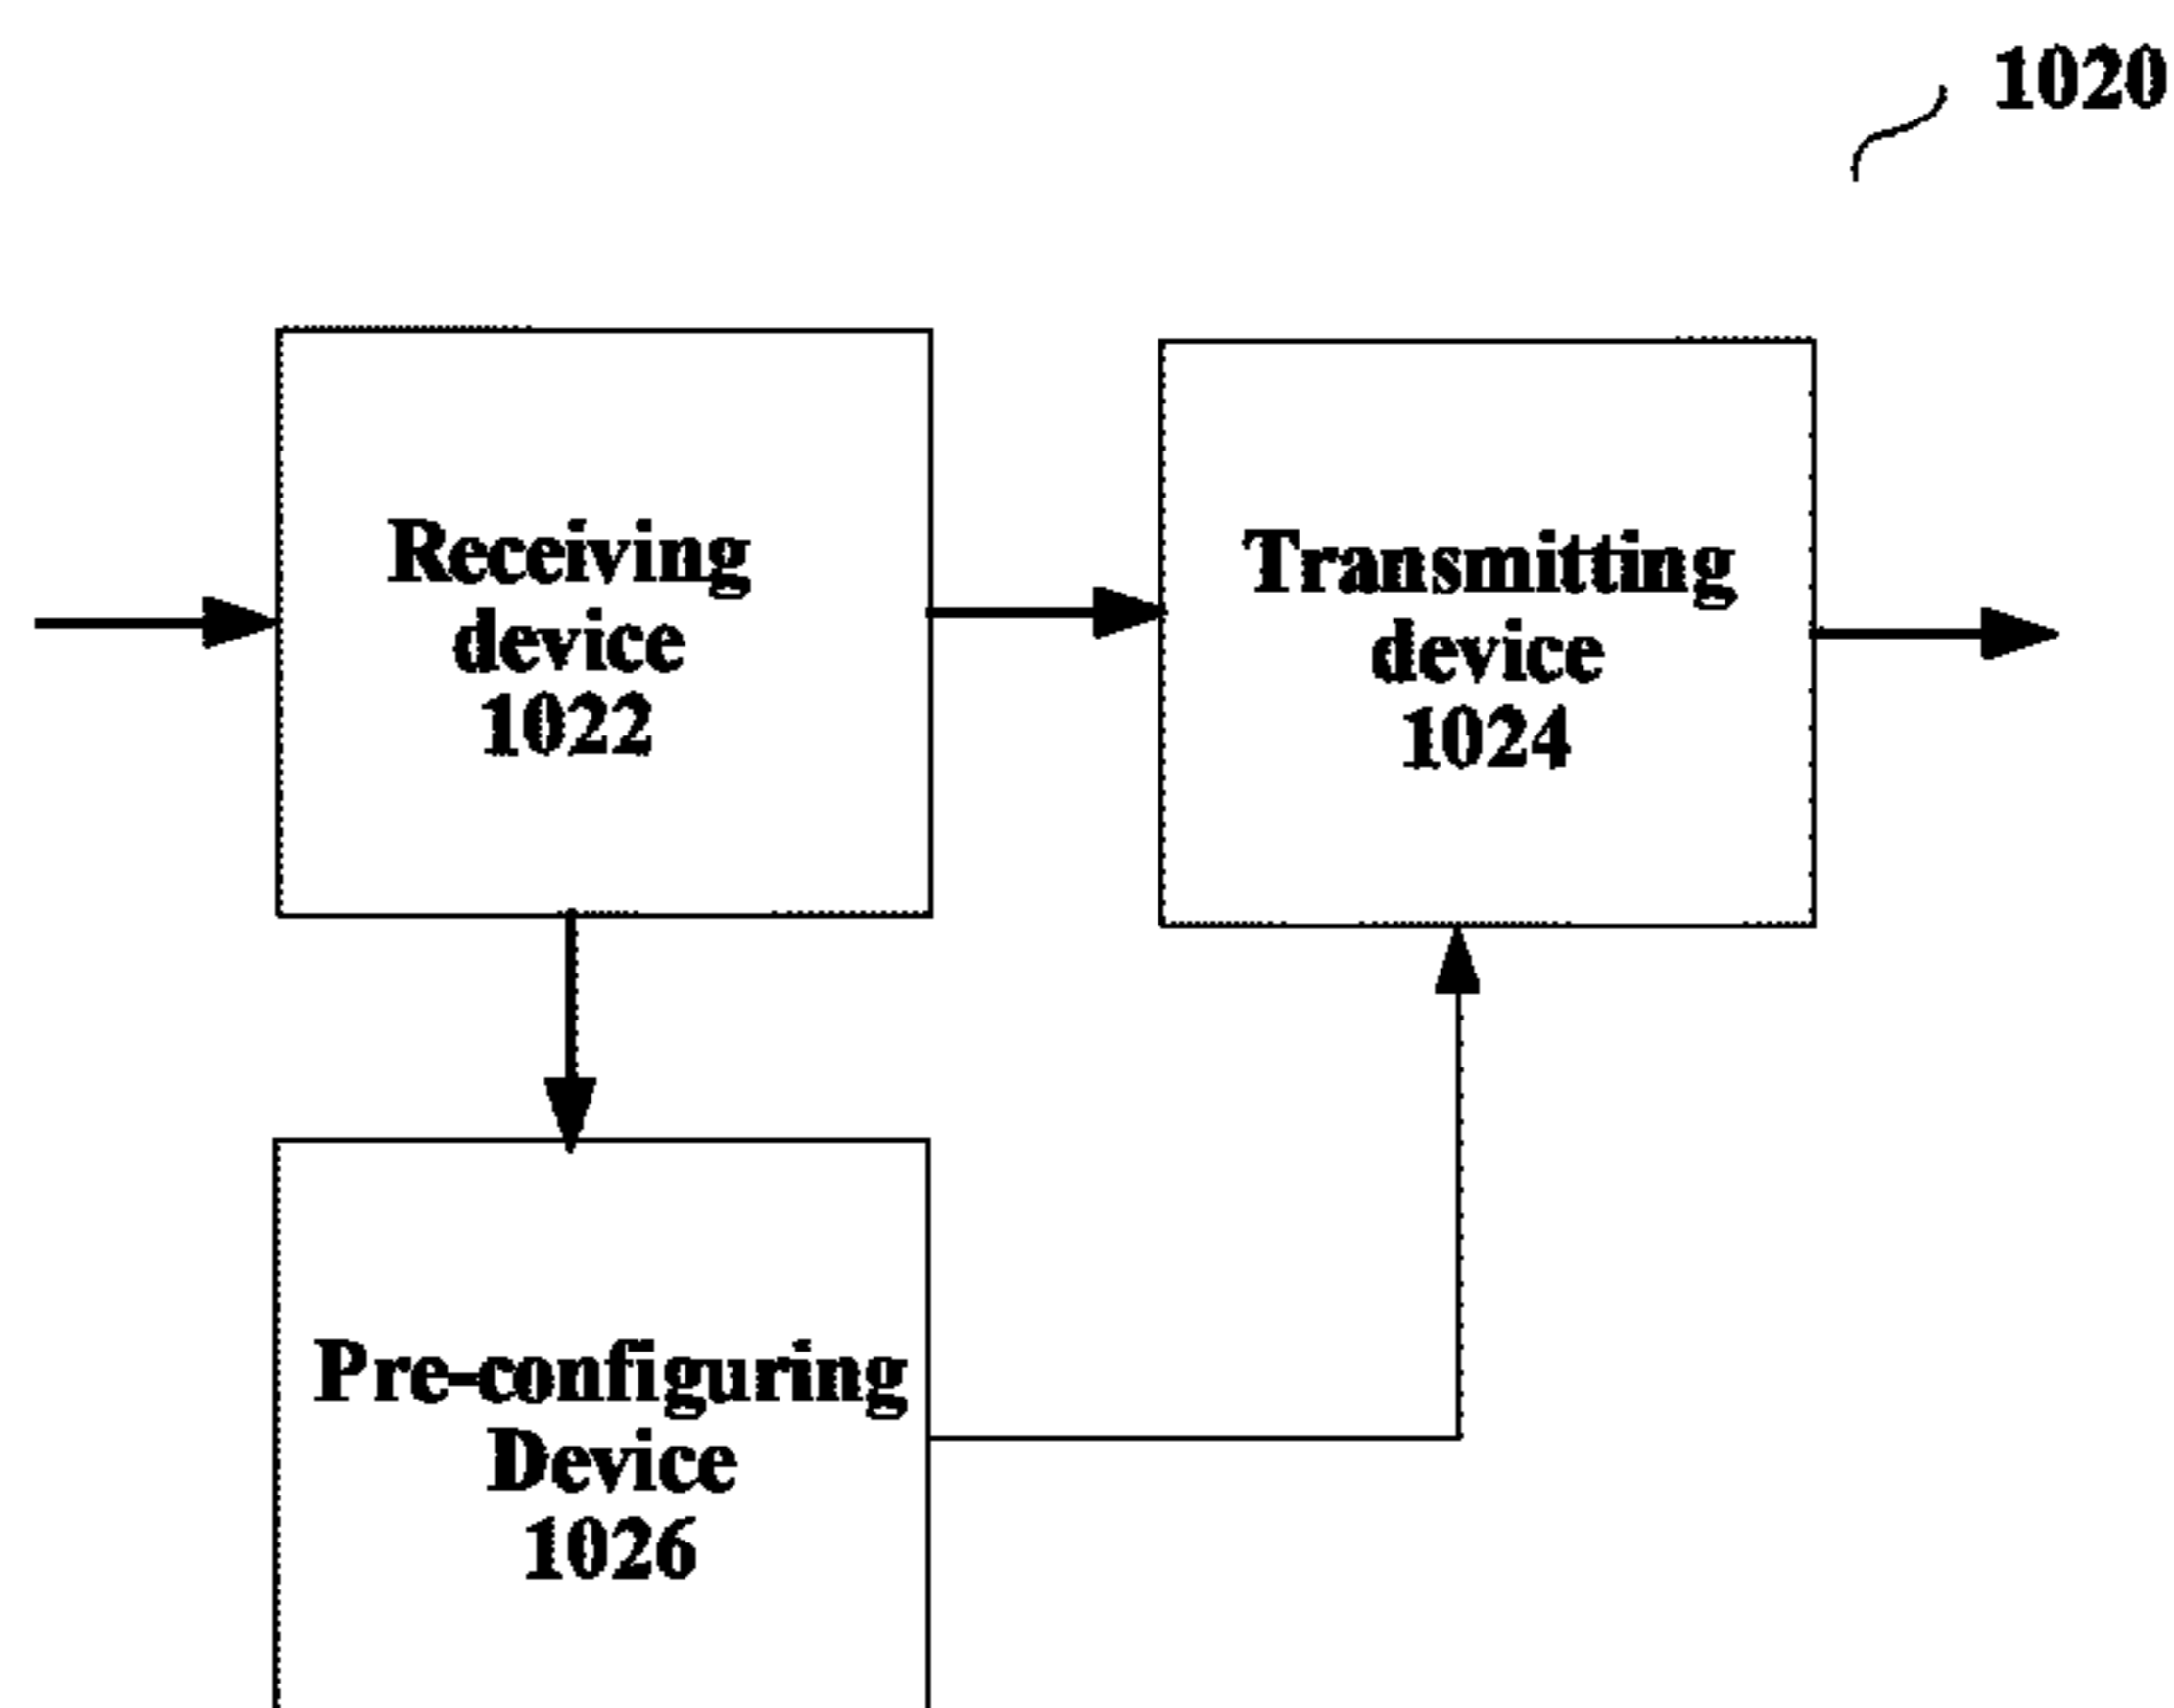 1020
Receiving
device
1022
Transmitting
device
1024
Pre-configuring
Device
1026